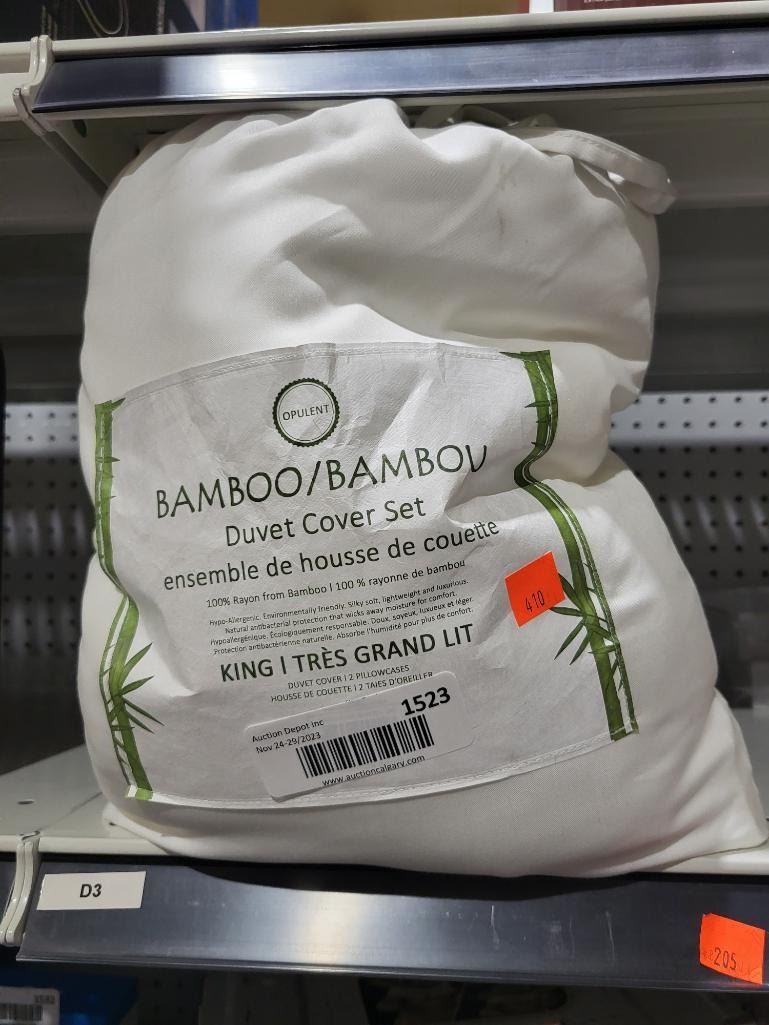 OPULENT
BAMBOO/BAMBOU
Duvet Cover Set
ensemble de housse de couette
100% Rayon from Bamboo I 100 % rayonne de bambou
Hypo-Allergenic. Environmentally friendly. Silky soft, lightweight and luxurious.
Natural antibacterial protection that wicks away moisture for comfort.
Hypoallergénique. Écologiquement responsable. Doux, soyeux, luxueux et léger.
Protection antibactérienne naturelle. Absorbe l'humidité pour plus de confort.
410
KING I TRÈS GRAND LIT
DUVET COVER I 2 PILLOWCASES
HOUSSE DE COUETTE I 2 TAIES D'OREILLER
1523
Auction Depot Inc
Nov 24-29/2023
www.auctioncalgary.com
D3
205